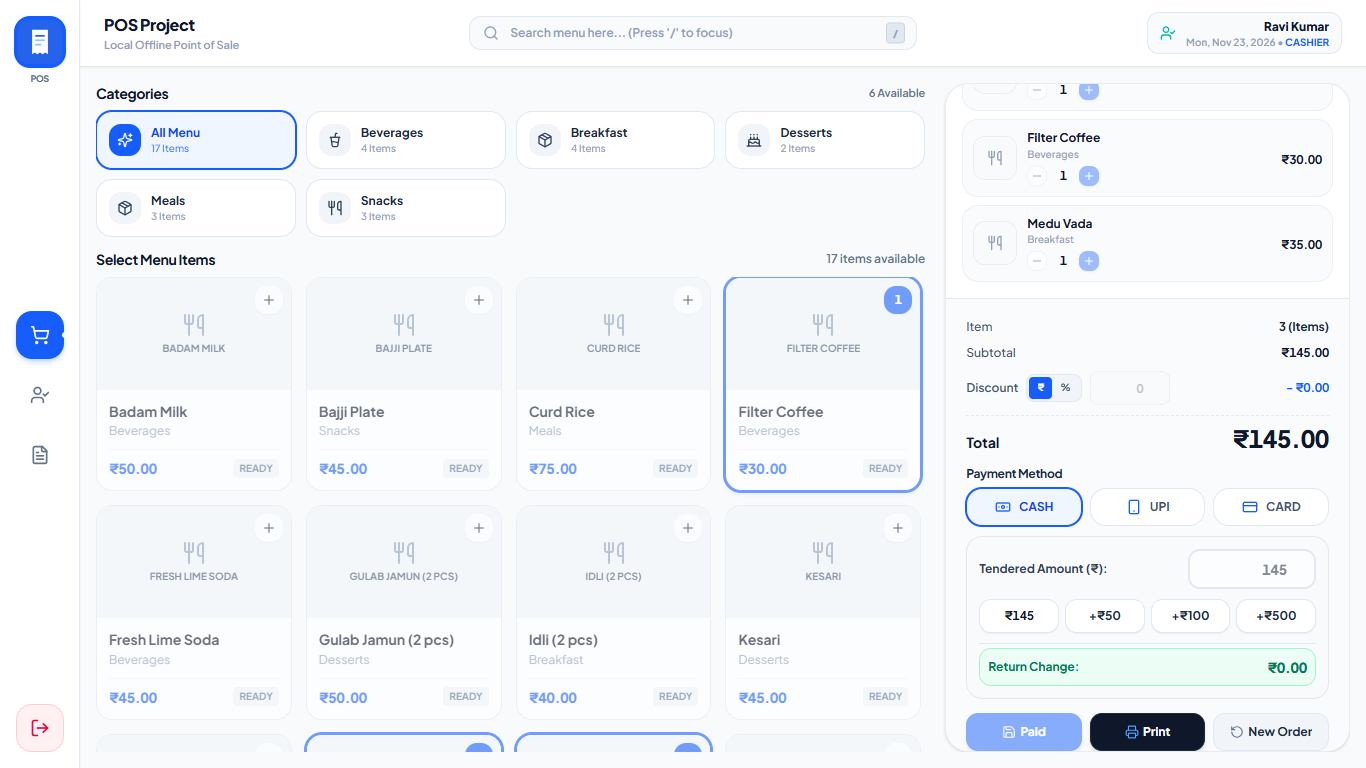 POS Project
Local Offline Point of Sale
Search menu here... (Press '/' to focus)
/
Ravi Kumar
Mon, Nov 23, 2026 • CASHIER
POS
Categories
6 Available
All Menu
17 Items
Beverages
4 Items
Breakfast
4 Items
Desserts
2 Items
Meals
3 Items
Snacks
3 Items
Select Menu Items
17 items available
BADAM MILK
Badam Milk
Beverages
₹50.00
READY
BAJJI PLATE
Bajji Plate
Snacks
₹45.00
READY
CURD RICE
Curd Rice
Meals
₹75.00
READY
1
FILTER COFFEE
Filter Coffee
Beverages
₹30.00
READY
FRESH LIME SODA
Fresh Lime Soda
Beverages
₹45.00
READY
GULAB JAMUN (2 PCS)
Gulab Jamun (2 pcs)
Desserts
₹50.00
READY
IDLI (2 PCS)
Idli (2 pcs)
Breakfast
₹40.00
READY
KESARI
Kesari
Desserts
₹45.00
READY
− 1 +
Filter Coffee
Beverages
− 1 +
₹30.00
Medu Vada
Breakfast
− 1 +
₹35.00
Item 3 (Items)
Subtotal ₹145.00
Discount ₹ % 0 - ₹0.00
Total ₹145.00
Payment Method
CASH UPI CARD
Tendered Amount (₹): 145
₹145 +₹50 +₹100 +₹500
Return Change: ₹0.00
Paid Print New Order